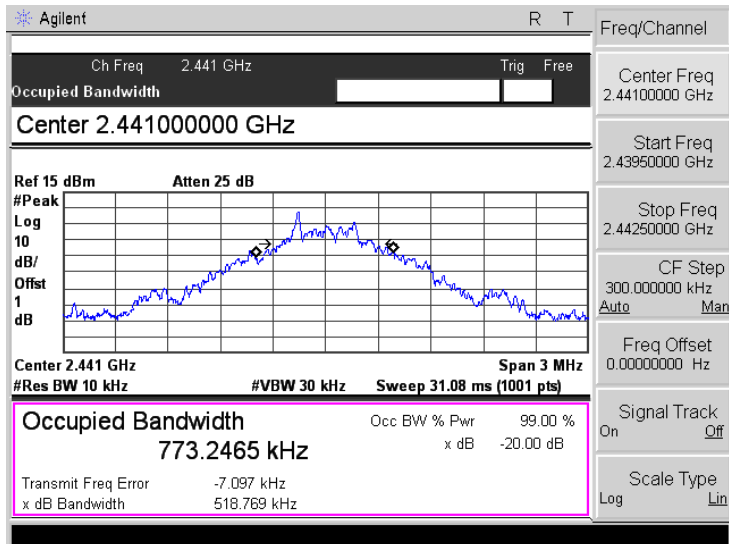 Agilent R T
Ch Freq 2.441 GHz Trig Free
Occupied Bandwidth
Center 2.441000000 GHz
Ref 15 dBm Atten 25 dB
#Peak
Log
10
dB/
Offst
1
dB
Center 2.441 GHz Span 3 MHz
#Res BW 10 kHz #VBW 30 kHz Sweep 31.08 ms (1001 pts)
Occupied Bandwidth Occ BW % Pwr 99.00 %
773.2465 kHz x dB -20.00 dB
Transmit Freq Error -7.097 kHz
x dB Bandwidth 518.769 kHz
Freq/Channel
Center Freq
2.44100000 GHz
Start Freq
2.43950000 GHz
Stop Freq
2.44250000 GHz
CF Step
300.000000 kHz
Auto Man
Freq Offset
0.00000000 Hz
Signal Track
On Off
Scale Type
Log Lin